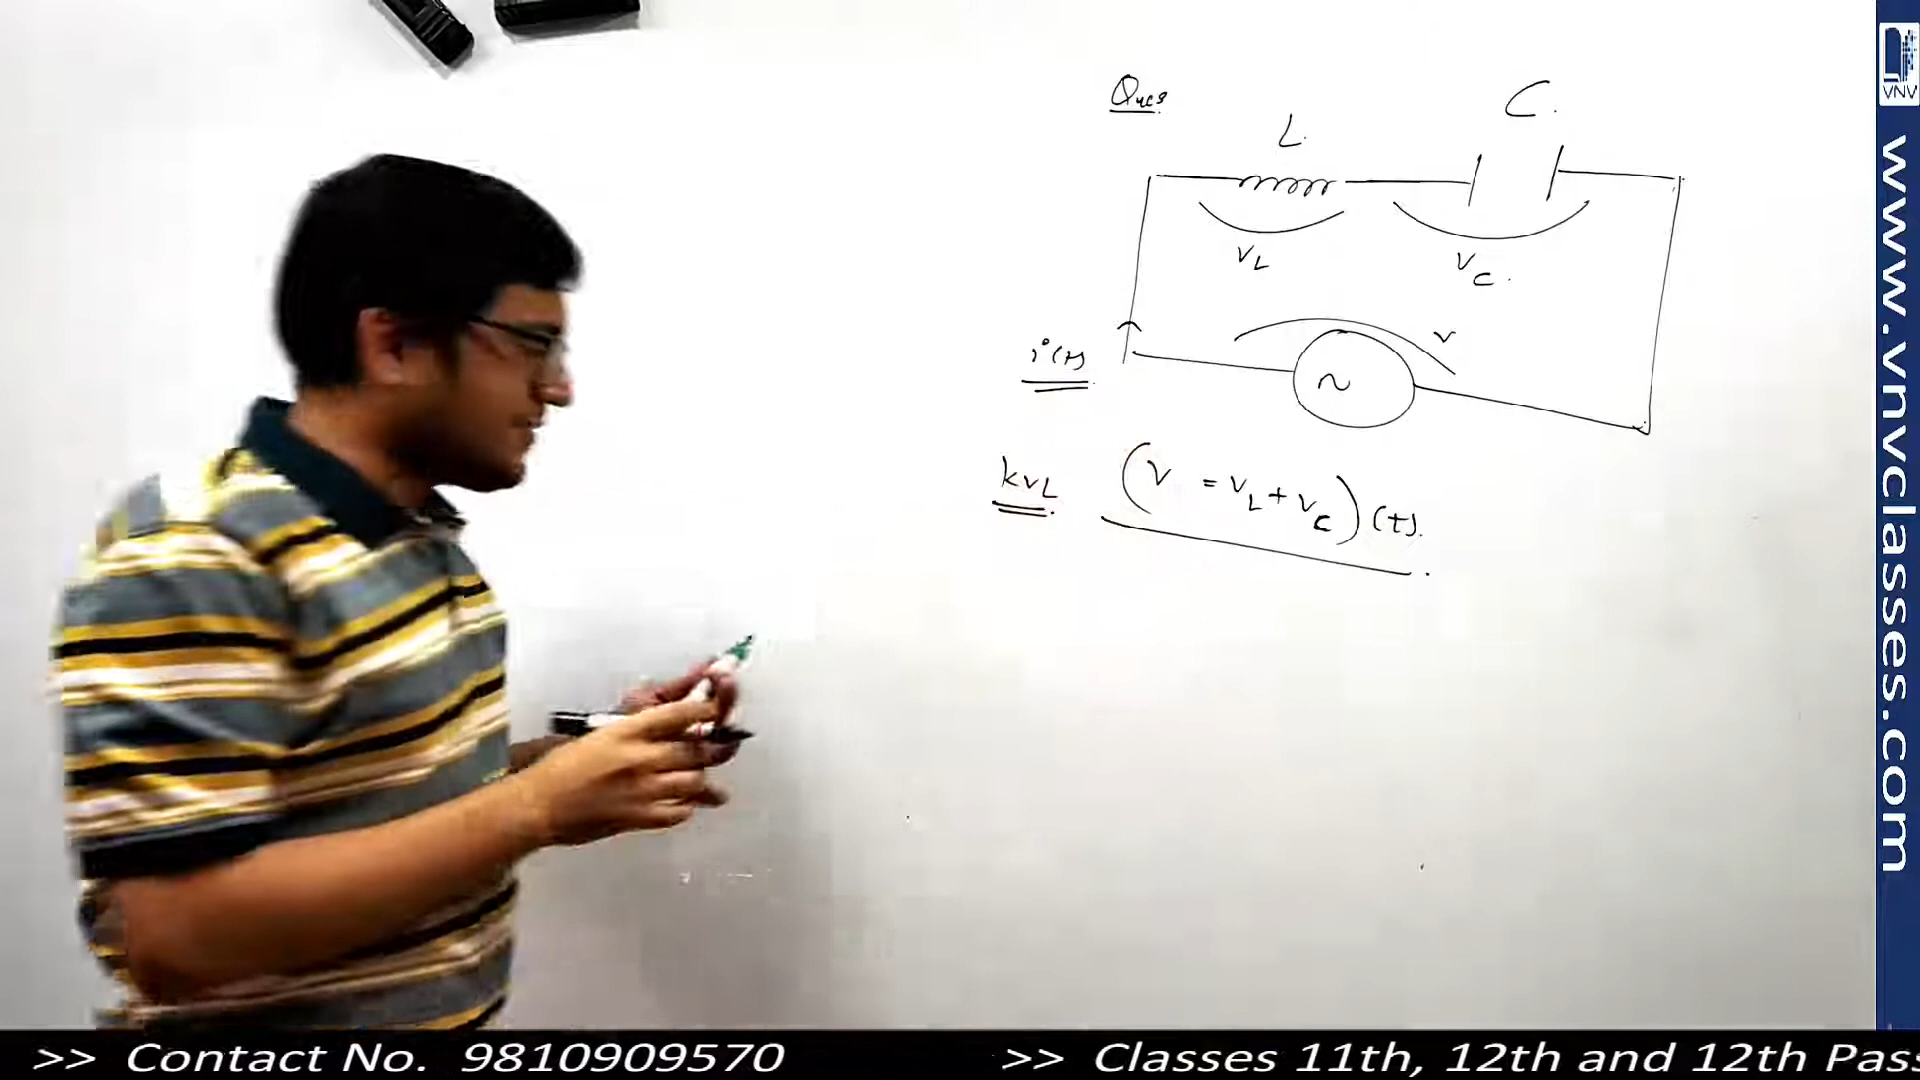 Ques
L
C
VL
VC
V
i(t)
~
KVL (V = VL + VC)(t)
VNV
www.vnvclasses.com
>> Contact No. 9810909570 >> Classes 11th, 12th and 12th Pass